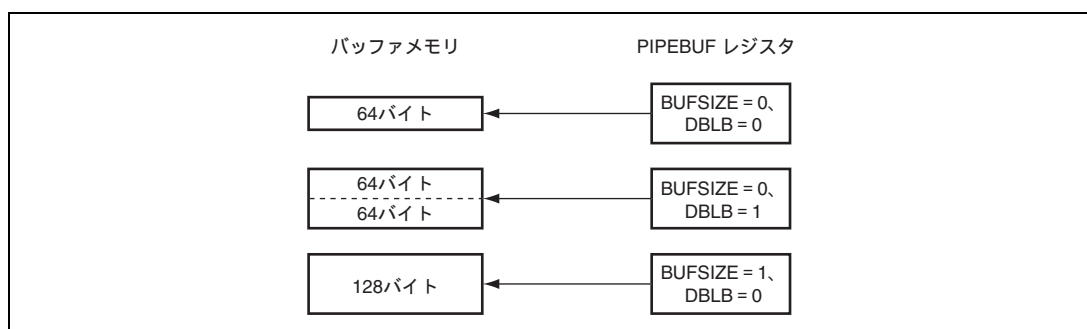 バッファメモリ
PIPEBUF レジスタ
64バイト
BUFSIZE = 0、
DBLB = 0
64バイト
64バイト
BUFSIZE = 0、
DBLB = 1
128バイト
BUFSIZE = 1、
DBLB = 0